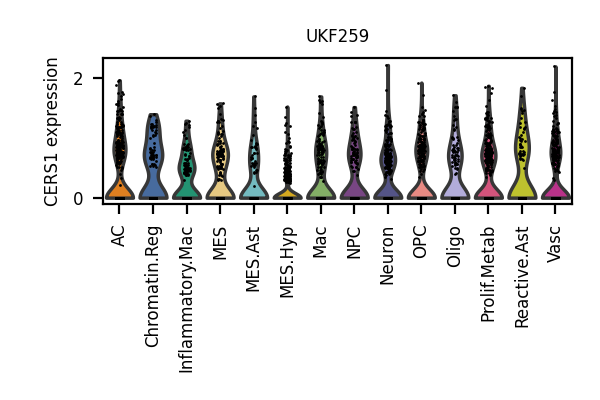 UKF259
CERS1 expression
2
0
AC
Chromatin.Reg
Inflammatory.Mac
MES
MES.Ast
MES.Hyp
Mac
NPC
Neuron
OPC
Oligo
Prolif.Metab
Reactive.Ast
Vasc